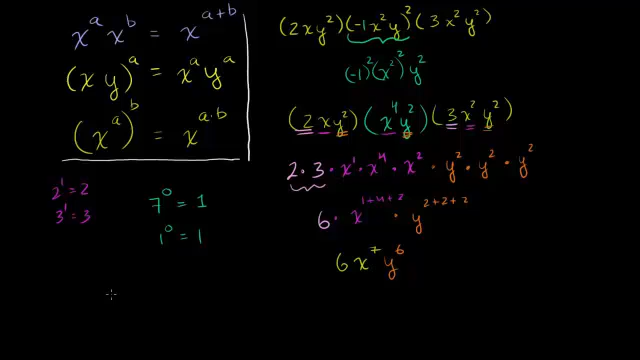 x^a x^b = x^(a+b)
(xy)^a = x^a y^a
(x^a)^b = x^(a·b)
2^1 = 2
3^1 = 3
7^0 = 1
1^0 = 1
(2xy^2)(-1x^2y)^2(3x^2y^2)
(-1)^2(x^2)^2 y^2
(2xy^2)(x^4y^2)(3x^2y^2)
2 · 3 · x^1 · x^4 · x^2 · y^2 · y^2 · y^2
6 · x^(1+4+2) · y^(2+2+2)
6x^7y^6